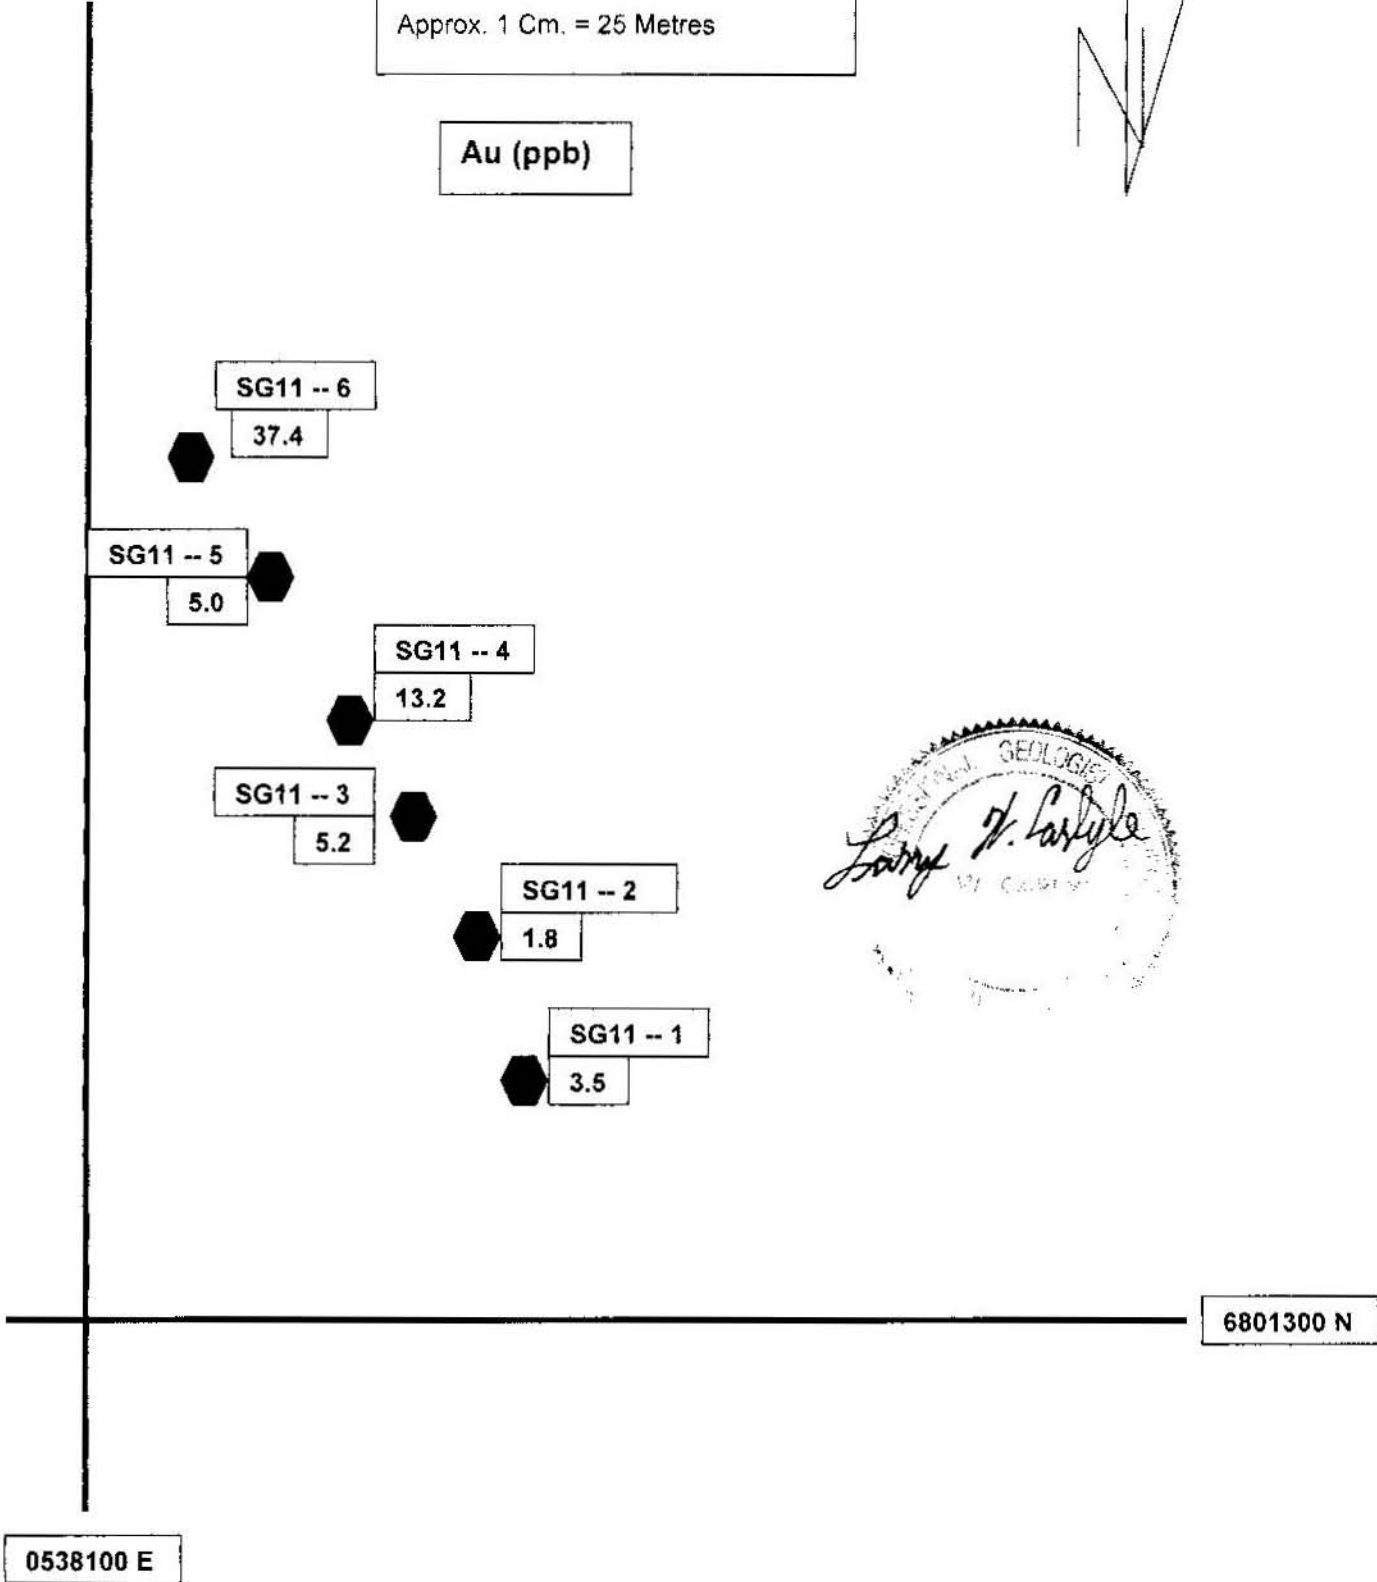 Approx. 1 Cm. = 25 Metres
N
Au (ppb)
SG11 -- 6
37.4
SG11 -- 5
5.0
SG11 -- 4
13.2
SG11 -- 3
5.2
SG11 -- 2
1.8
SG11 -- 1
3.5
GEOLOGIST
Larry W. Carlyle
6801300 N
0538100 E